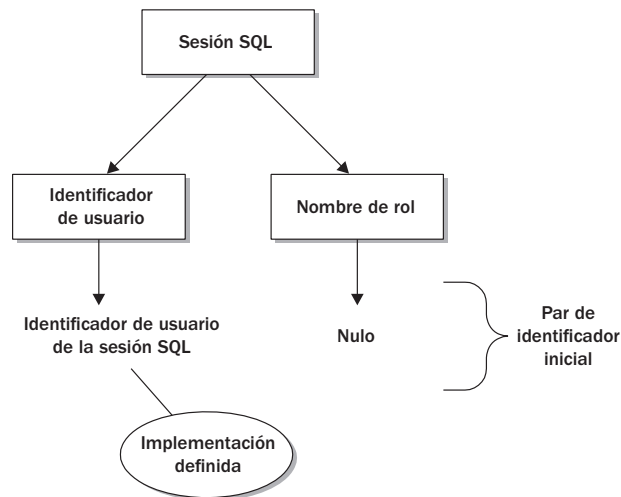 Sesión SQL
Identificador
de usuario
Nombre de rol
Identificador de usuario
de la sesión SQL
Nulo
Par de
identificador
inicial
Implementación
definida